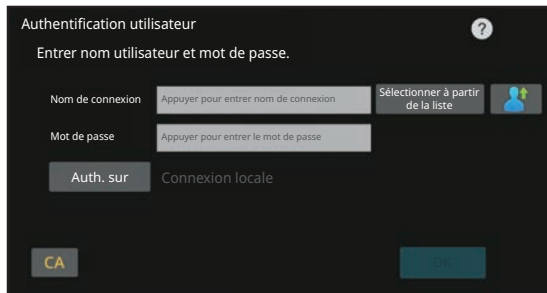 Authentification utilisateur
?
Entrer nom utilisateur et mot de passe.
Nom de connexion
Appuyer pour entrer nom de connexion
Sélectionner à partir
de la liste
Mot de passe
Appuyer pour entrer le mot de passe
Auth. sur
Connexion locale
CA
OK